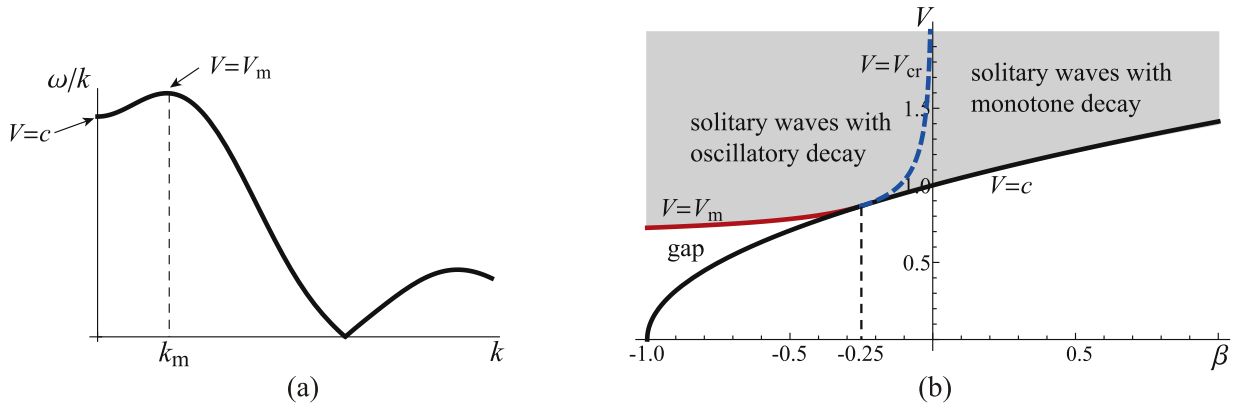 ω/k
V=Vm
V=c
km
k
(a)
V
V=Vcr
solitary waves with
monotone decay
1.5
solitary waves with
oscillatory decay
1.0
V=c
V=Vm
gap
0.5
-1.0
-0.5
-0.25
0.5
β
(b)